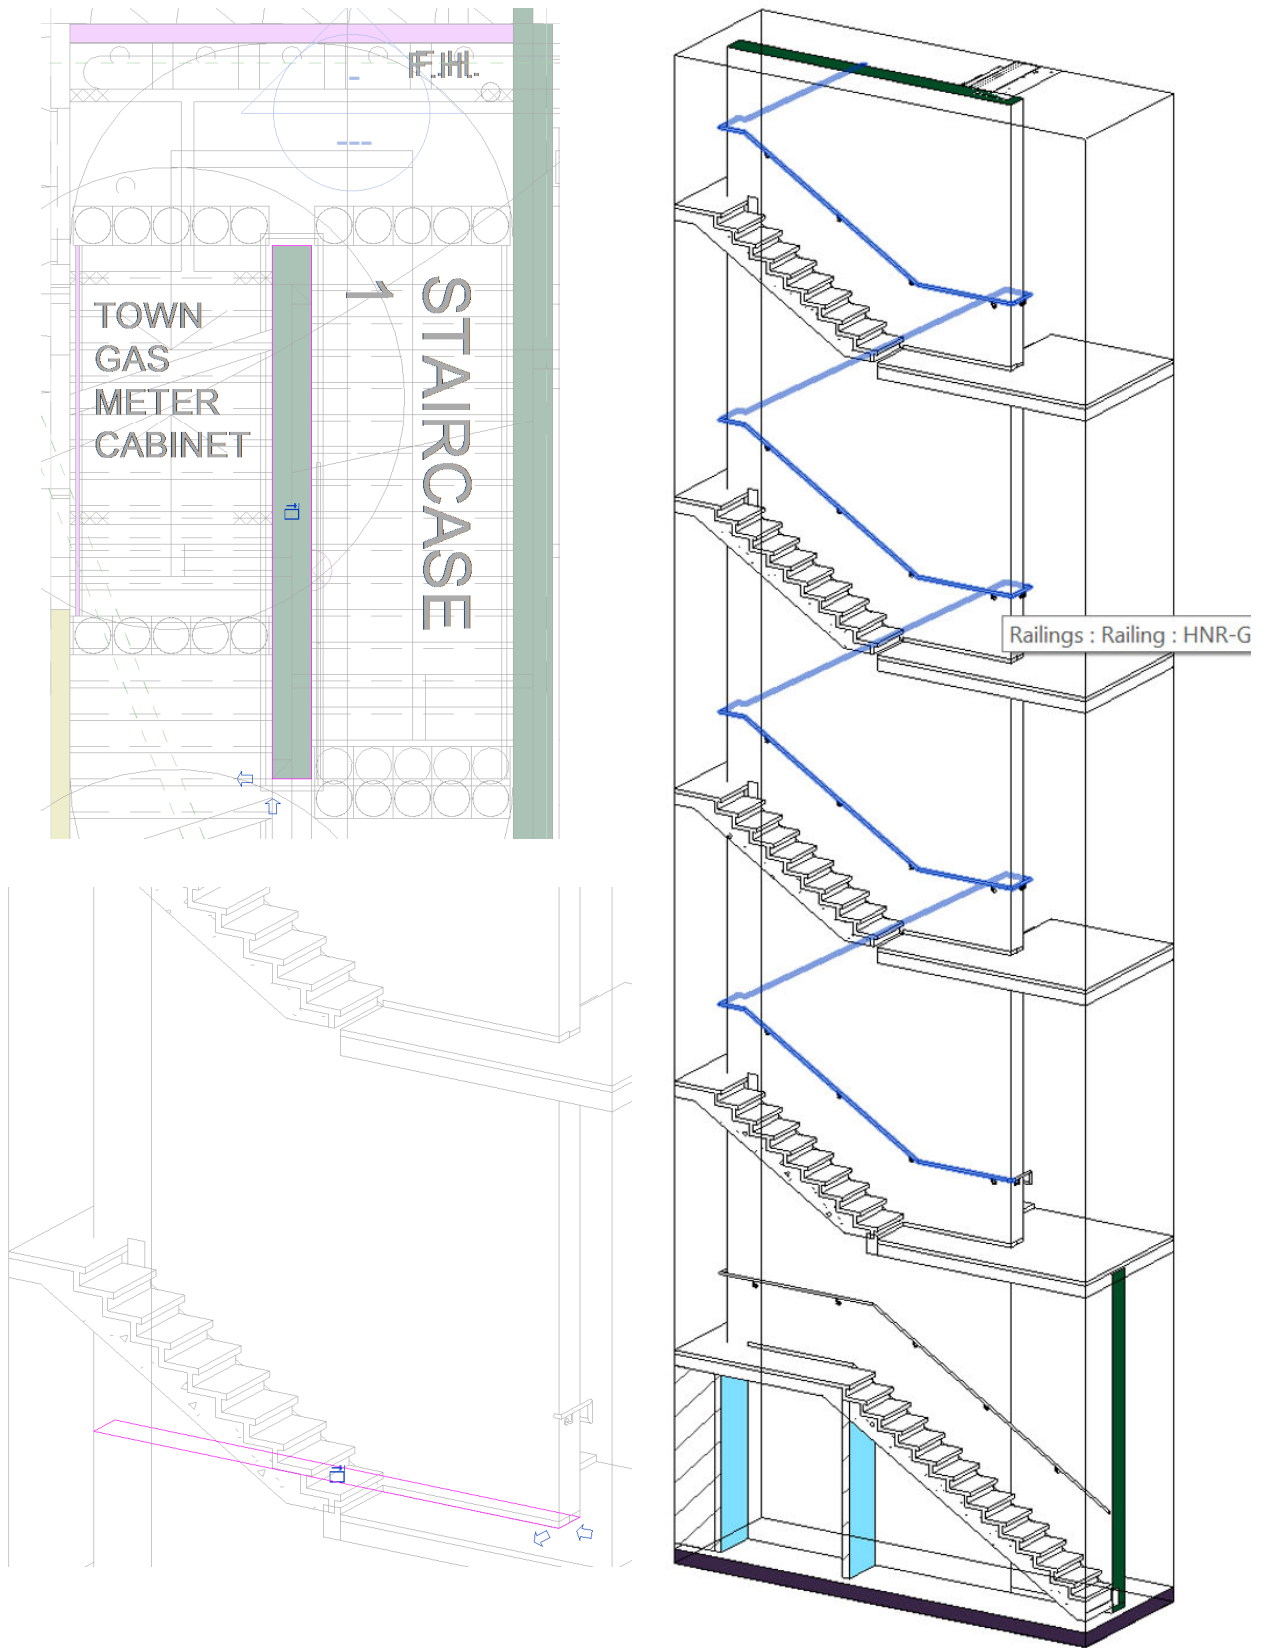 F.H.
TOWN
GAS
METER
CABINET
STAIRCASE
1
Railings : Railing : HNR-G